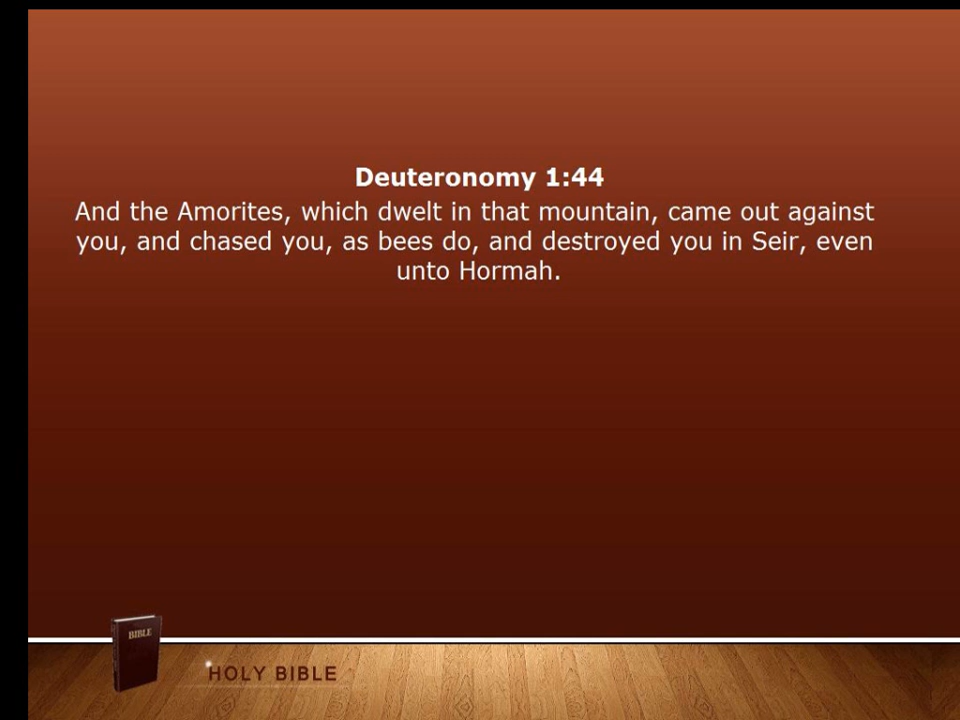 Deuteronomy 1:44
And the Amorites, which dwelt in that mountain, came out against
you, and chased you, as bees do, and destroyed you in Seir, even
unto Hormah.
BIBLE
HOLY BIBLE